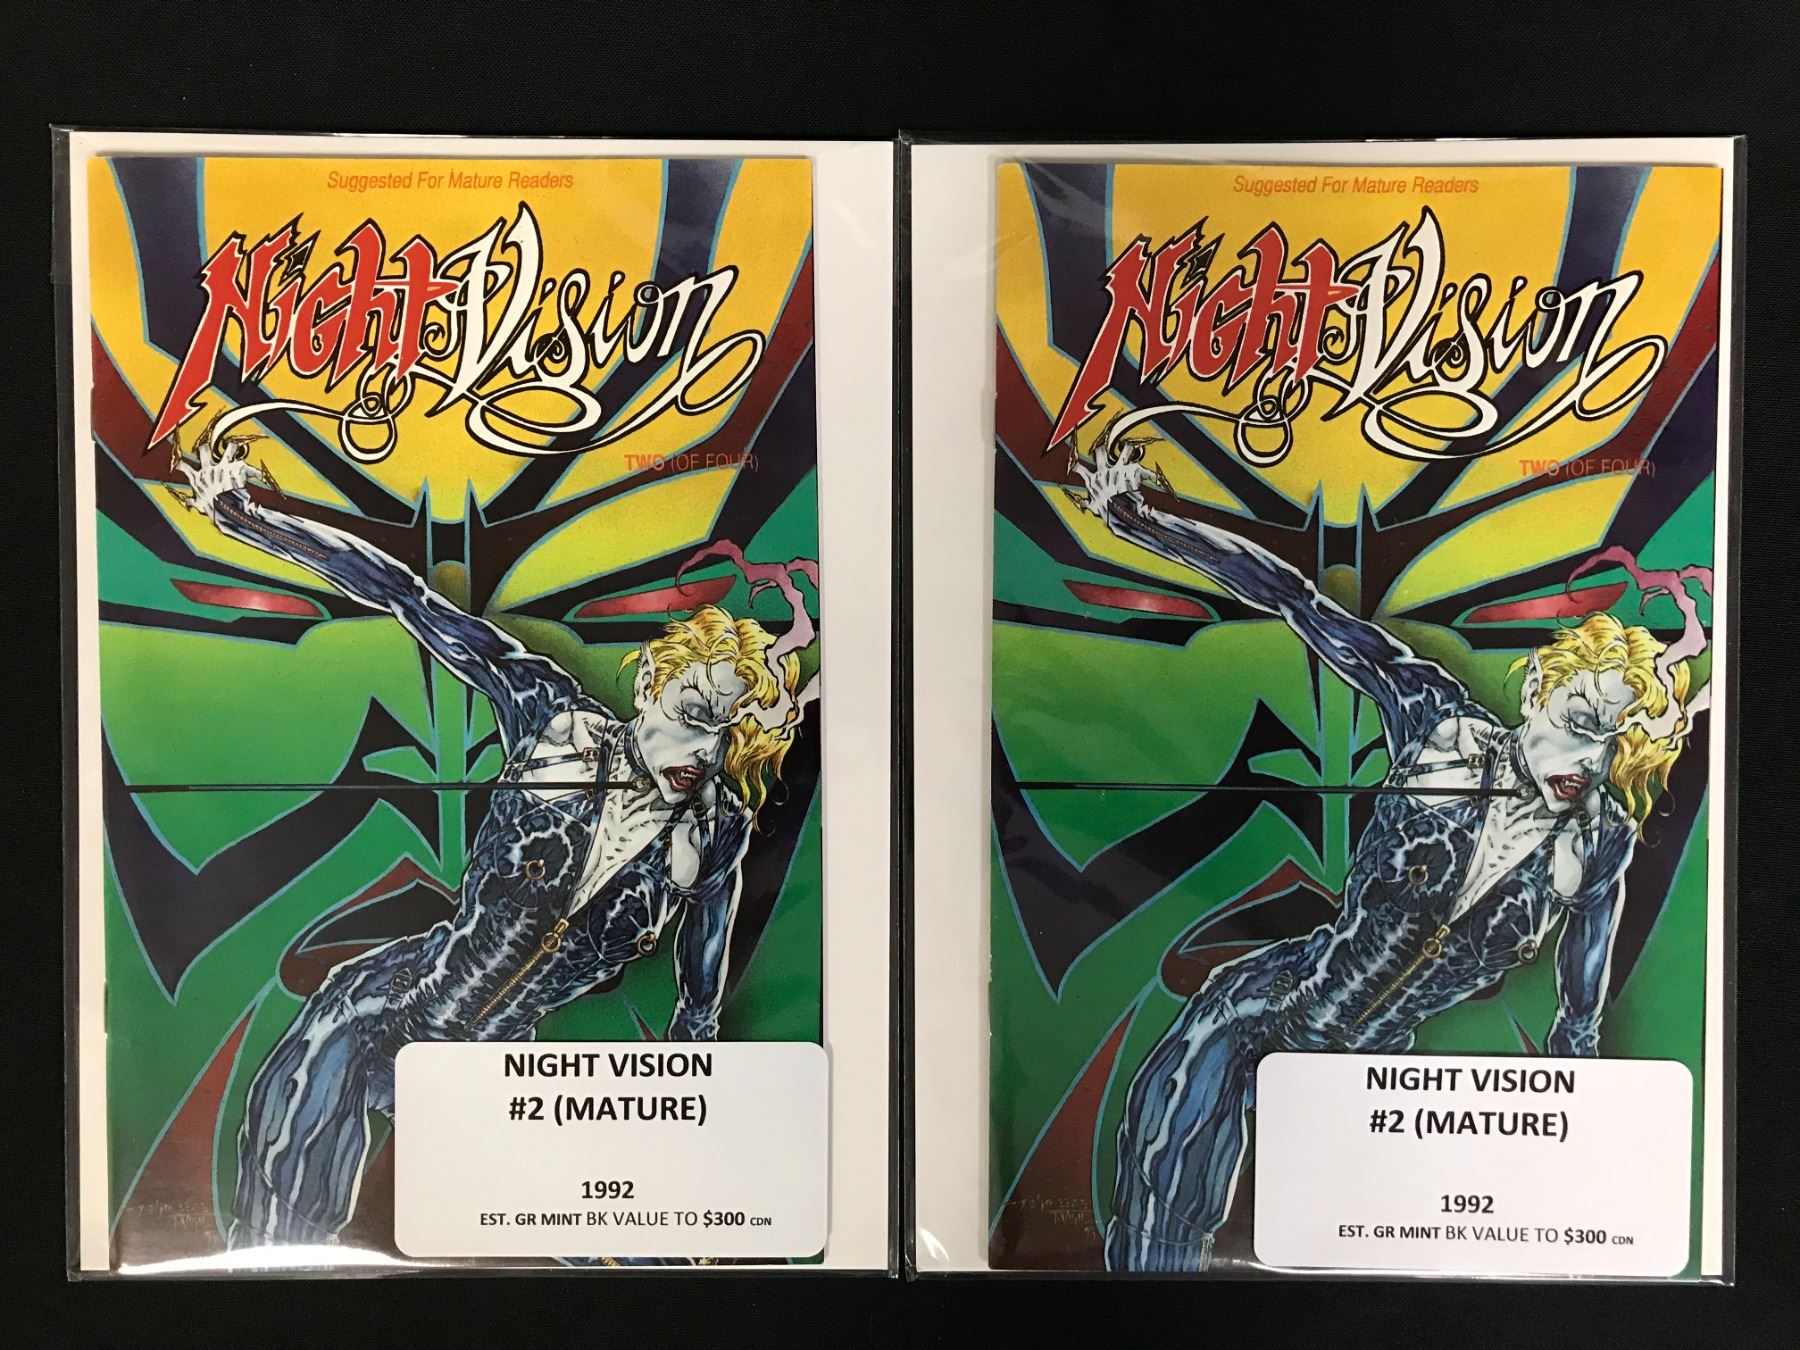 Suggested For Mature Readers
Night Vision
TWO (OF FOUR)
NIGHT VISION
#2 (MATURE)
1992
EST. GR MINT BK VALUE TO $300 CDN
Suggested For Mature Readers
Night Vision
TWO (OF FOUR)
NIGHT VISION
#2 (MATURE)
1992
EST. GR MINT BK VALUE TO $300 CDN